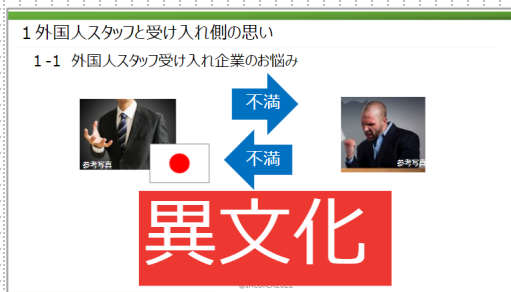 1 外国人スタッフと受け入れ側の思い
1-1 外国人スタッフ受け入れ企業のお悩み
不満
参考写真
不満
参考写真
異文化